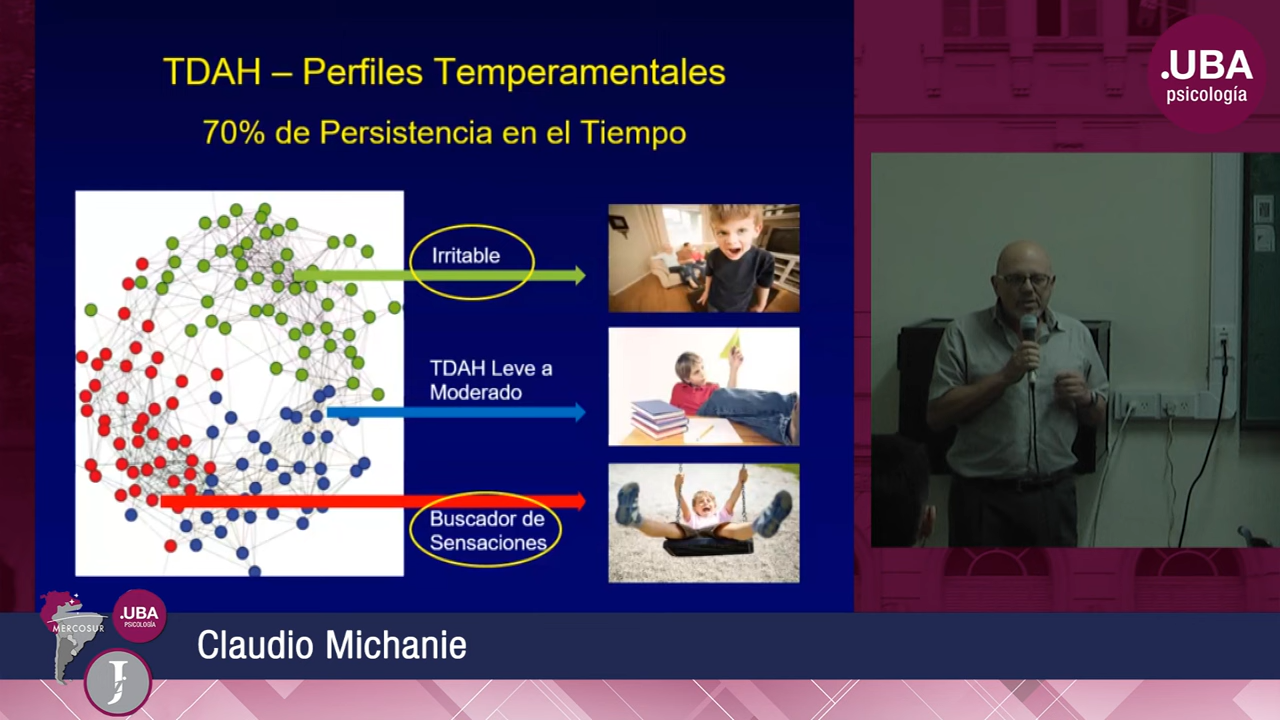 TDAH – Perfiles Temperamentales
70% de Persistencia en el Tiempo
Irritable
TDAH Leve a
Moderado
Buscador de
Sensaciones
.UBA
psicología
MERCOSUR
.UBA
PSICOLOGÍA
J
Claudio Michanie